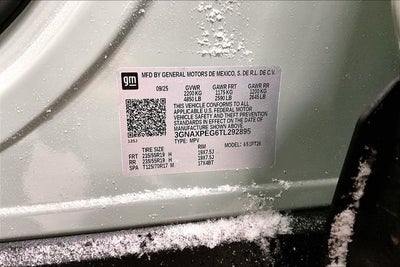 gm
MFD BY GENERAL MOTORS DE MEXICO, S. DE R.L. DE C.V.
09/25 GVWR GAWR FRT GAWR RR
2200 KG 1175 KG 1200 KG
4850 LB 2590 LB 2645 LB
THIS VEHICLE CONFORMS TO ALL
APPLICABLE U.S. FEDERAL MOTOR
VEHICLE SAFETY AND THEFT PREVENTION
STANDARDS IN EFFECT ON THE DATE OF
MANUFACTURE SHOWN ABOVE.
3GNAXPEG6TL292895
TYPE: MPV
TIRE SIZE RIM
FRT 235/55R19 H 19X7.5J
RR 235/55R19 H 19X7.5J
SPA T125/70R17 M 17X4BT